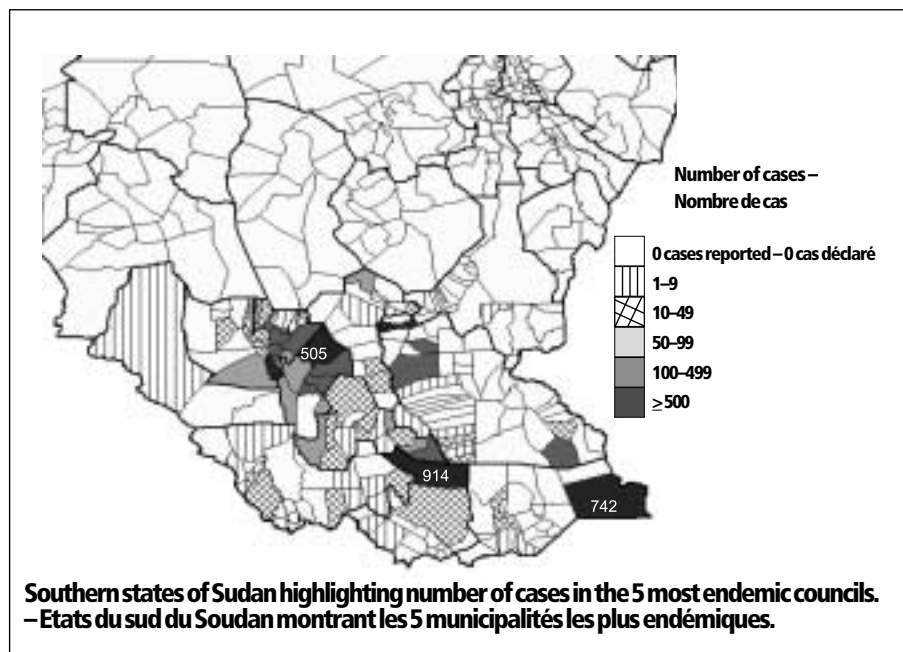 Number of cases –
Nombre de cas
0 cases reported – 0 cas déclaré
1–9
10–49
50–99
100–499
≥500
505
914
742
Southern states of Sudan highlighting number of cases in the 5 most endemic councils.
– Etats du sud du Soudan montrant les 5 municipalités les plus endémiques.